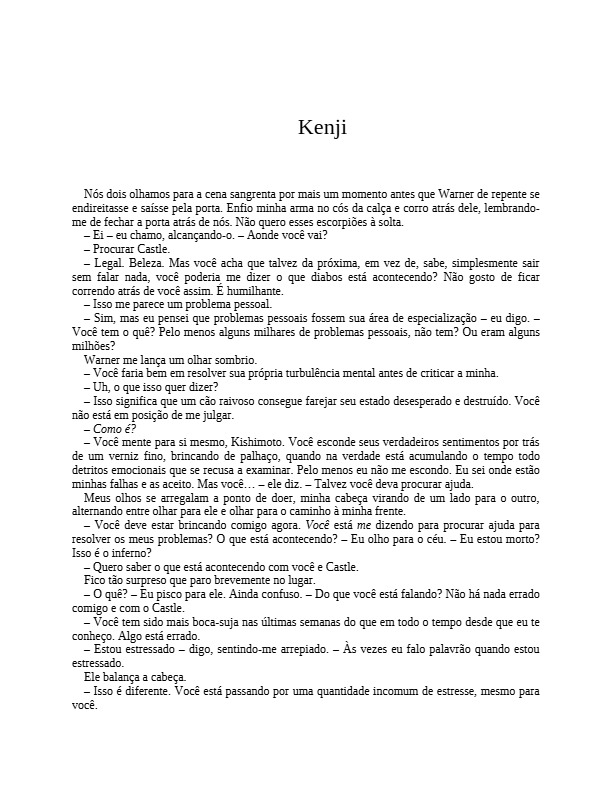 Kenji
Nós dois olhamos para a cena sangrenta por mais um momento antes que Warner de repente se
endireitasse e saísse pela porta. Enfio minha arma no cós da calça e corro atrás dele, lembrando-
me de fechar a porta atrás de nós. Não quero esses escorpiões à solta.
– Ei – eu chamo, alcançando-o. – Aonde você vai?
– Procurar Castle.
– Legal. Beleza. Mas você acha que talvez da próxima, em vez de, sabe, simplesmente sair
sem falar nada, você poderia me dizer o que diabos está acontecendo? Não gosto de ficar
correndo atrás de você assim. É humilhante.
– Isso me parece um problema pessoal.
– Sim, mas eu pensei que problemas pessoais fossem sua área de especialização – eu digo. –
Você tem o quê? Pelo menos alguns milhares de problemas pessoais, não tem? Ou eram alguns
milhões?
Warner me lança um olhar sombrio.
– Você faria bem em resolver sua própria turbulência mental antes de criticar a minha.
– Uh, o que isso quer dizer?
– Isso significa que um cão raivoso consegue farejar seu estado desesperado e destruído. Você
não está em posição de me julgar.
– Como é?
– Você mente para si mesmo, Kishimoto. Você esconde seus verdadeiros sentimentos por trás
de um verniz fino, brincando de palhaço, quando na verdade está acumulando o tempo todo
detritos emocionais que se recusa a examinar. Pelo menos eu não me escondo. Eu sei onde estão
minhas falhas e as aceito. Mas você… – ele diz. – Talvez você deva procurar ajuda.
Meus olhos se arregalam a ponto de doer, minha cabeça virando de um lado para o outro,
alternando entre olhar para ele e olhar para o caminho à minha frente.
– Você deve estar brincando comigo agora. Você está me dizendo para procurar ajuda para
resolver os meus problemas? O que está acontecendo? – Eu olho para o céu. – Eu estou morto?
Isso é o inferno?
– Quero saber o que está acontecendo com você e Castle.
Fico tão surpreso que paro brevemente no lugar.
– O quê? – Eu pisco para ele. Ainda confuso. – Do que você está falando? Não há nada errado
comigo e com o Castle.
– Você tem sido mais boca-suja nas últimas semanas do que em todo o tempo desde que eu te
conheço. Algo está errado.
– Estou estressado – digo, sentindo-me arrepiado. – Às vezes eu falo palavrão quando estou
estressado.
Ele balança a cabeça.
– Isso é diferente. Você está passando por uma quantidade incomum de estresse, mesmo para
você.